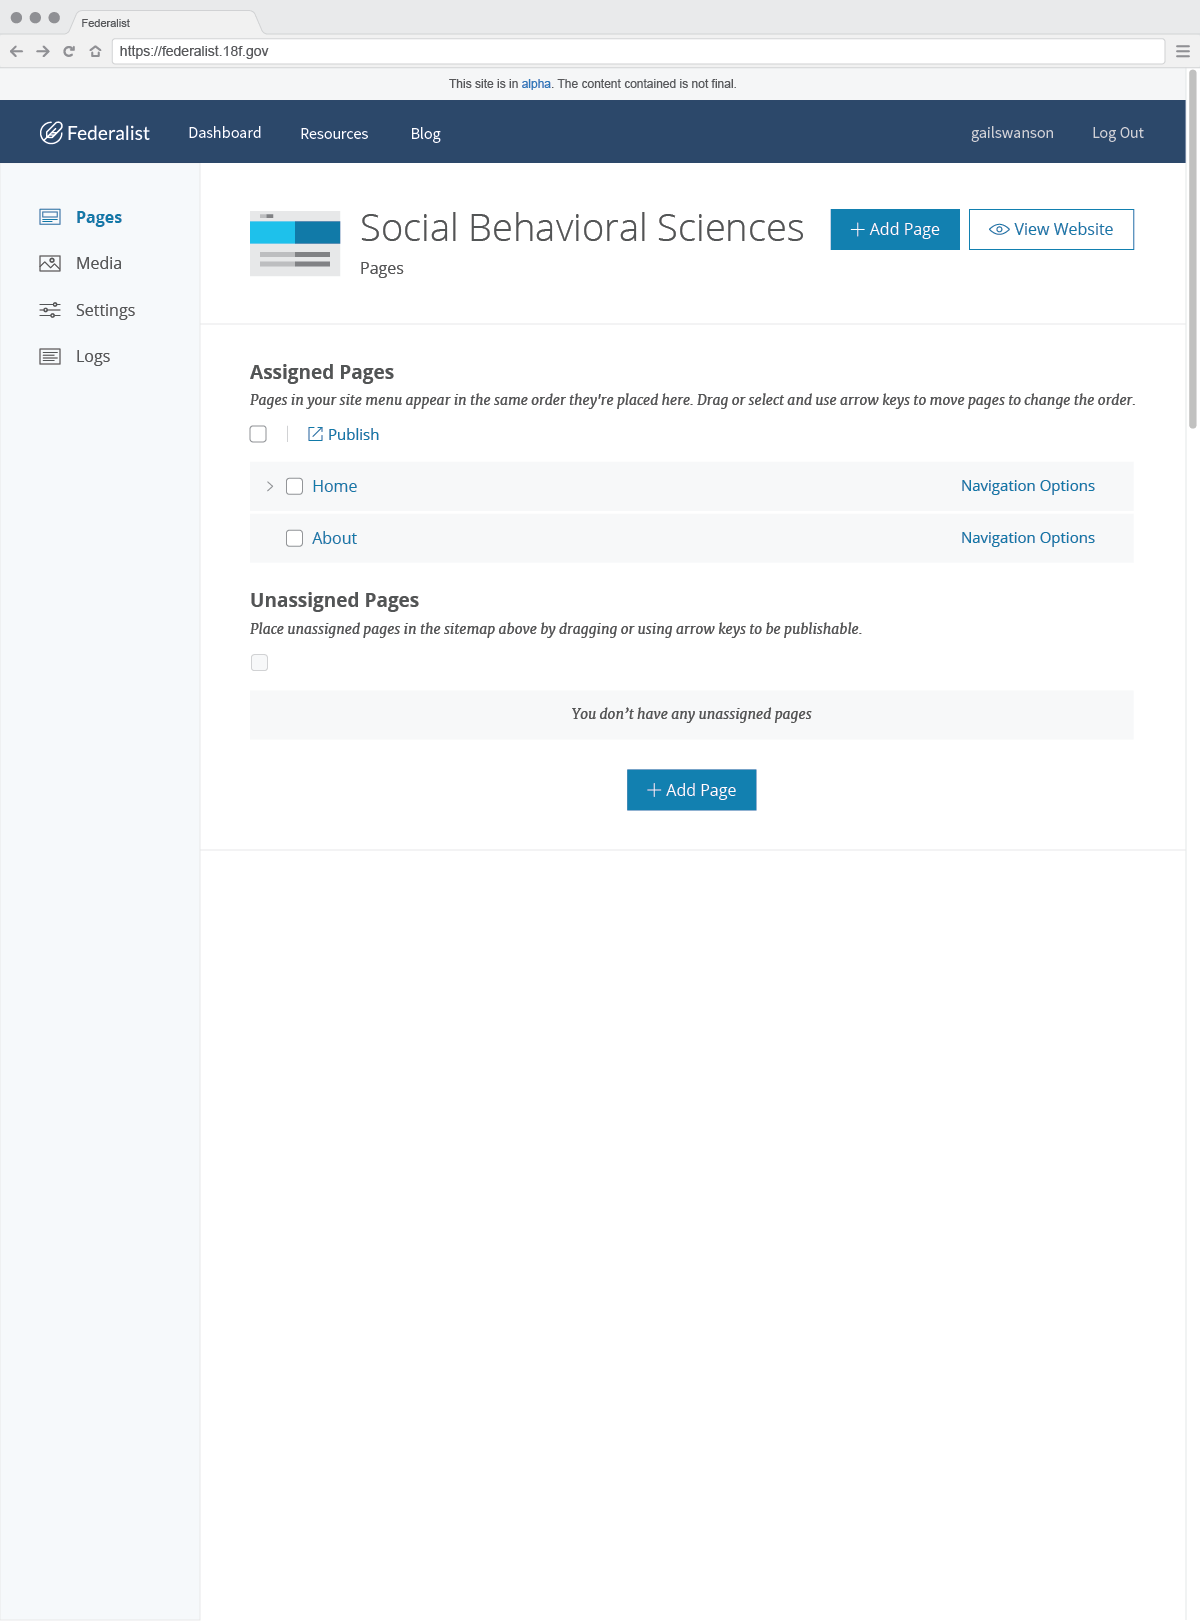 Federalist
https://federalist.18f.gov
This site is in alpha. The content contained is not final.
Federalist Dashboard Resources Blog gailswanson Log Out
Pages
Media
Settings
Logs
Social Behavioral Sciences
Pages
Add Page
View Website
Assigned Pages
Pages in your site menu appear in the same order they're placed here. Drag or select and use arrow keys to move pages to change the order.
Publish
Home Navigation Options
About Navigation Options
Unassigned Pages
Place unassigned pages in the sitemap above by dragging or using arrow keys to be publishable.
You don’t have any unassigned pages
Add Page